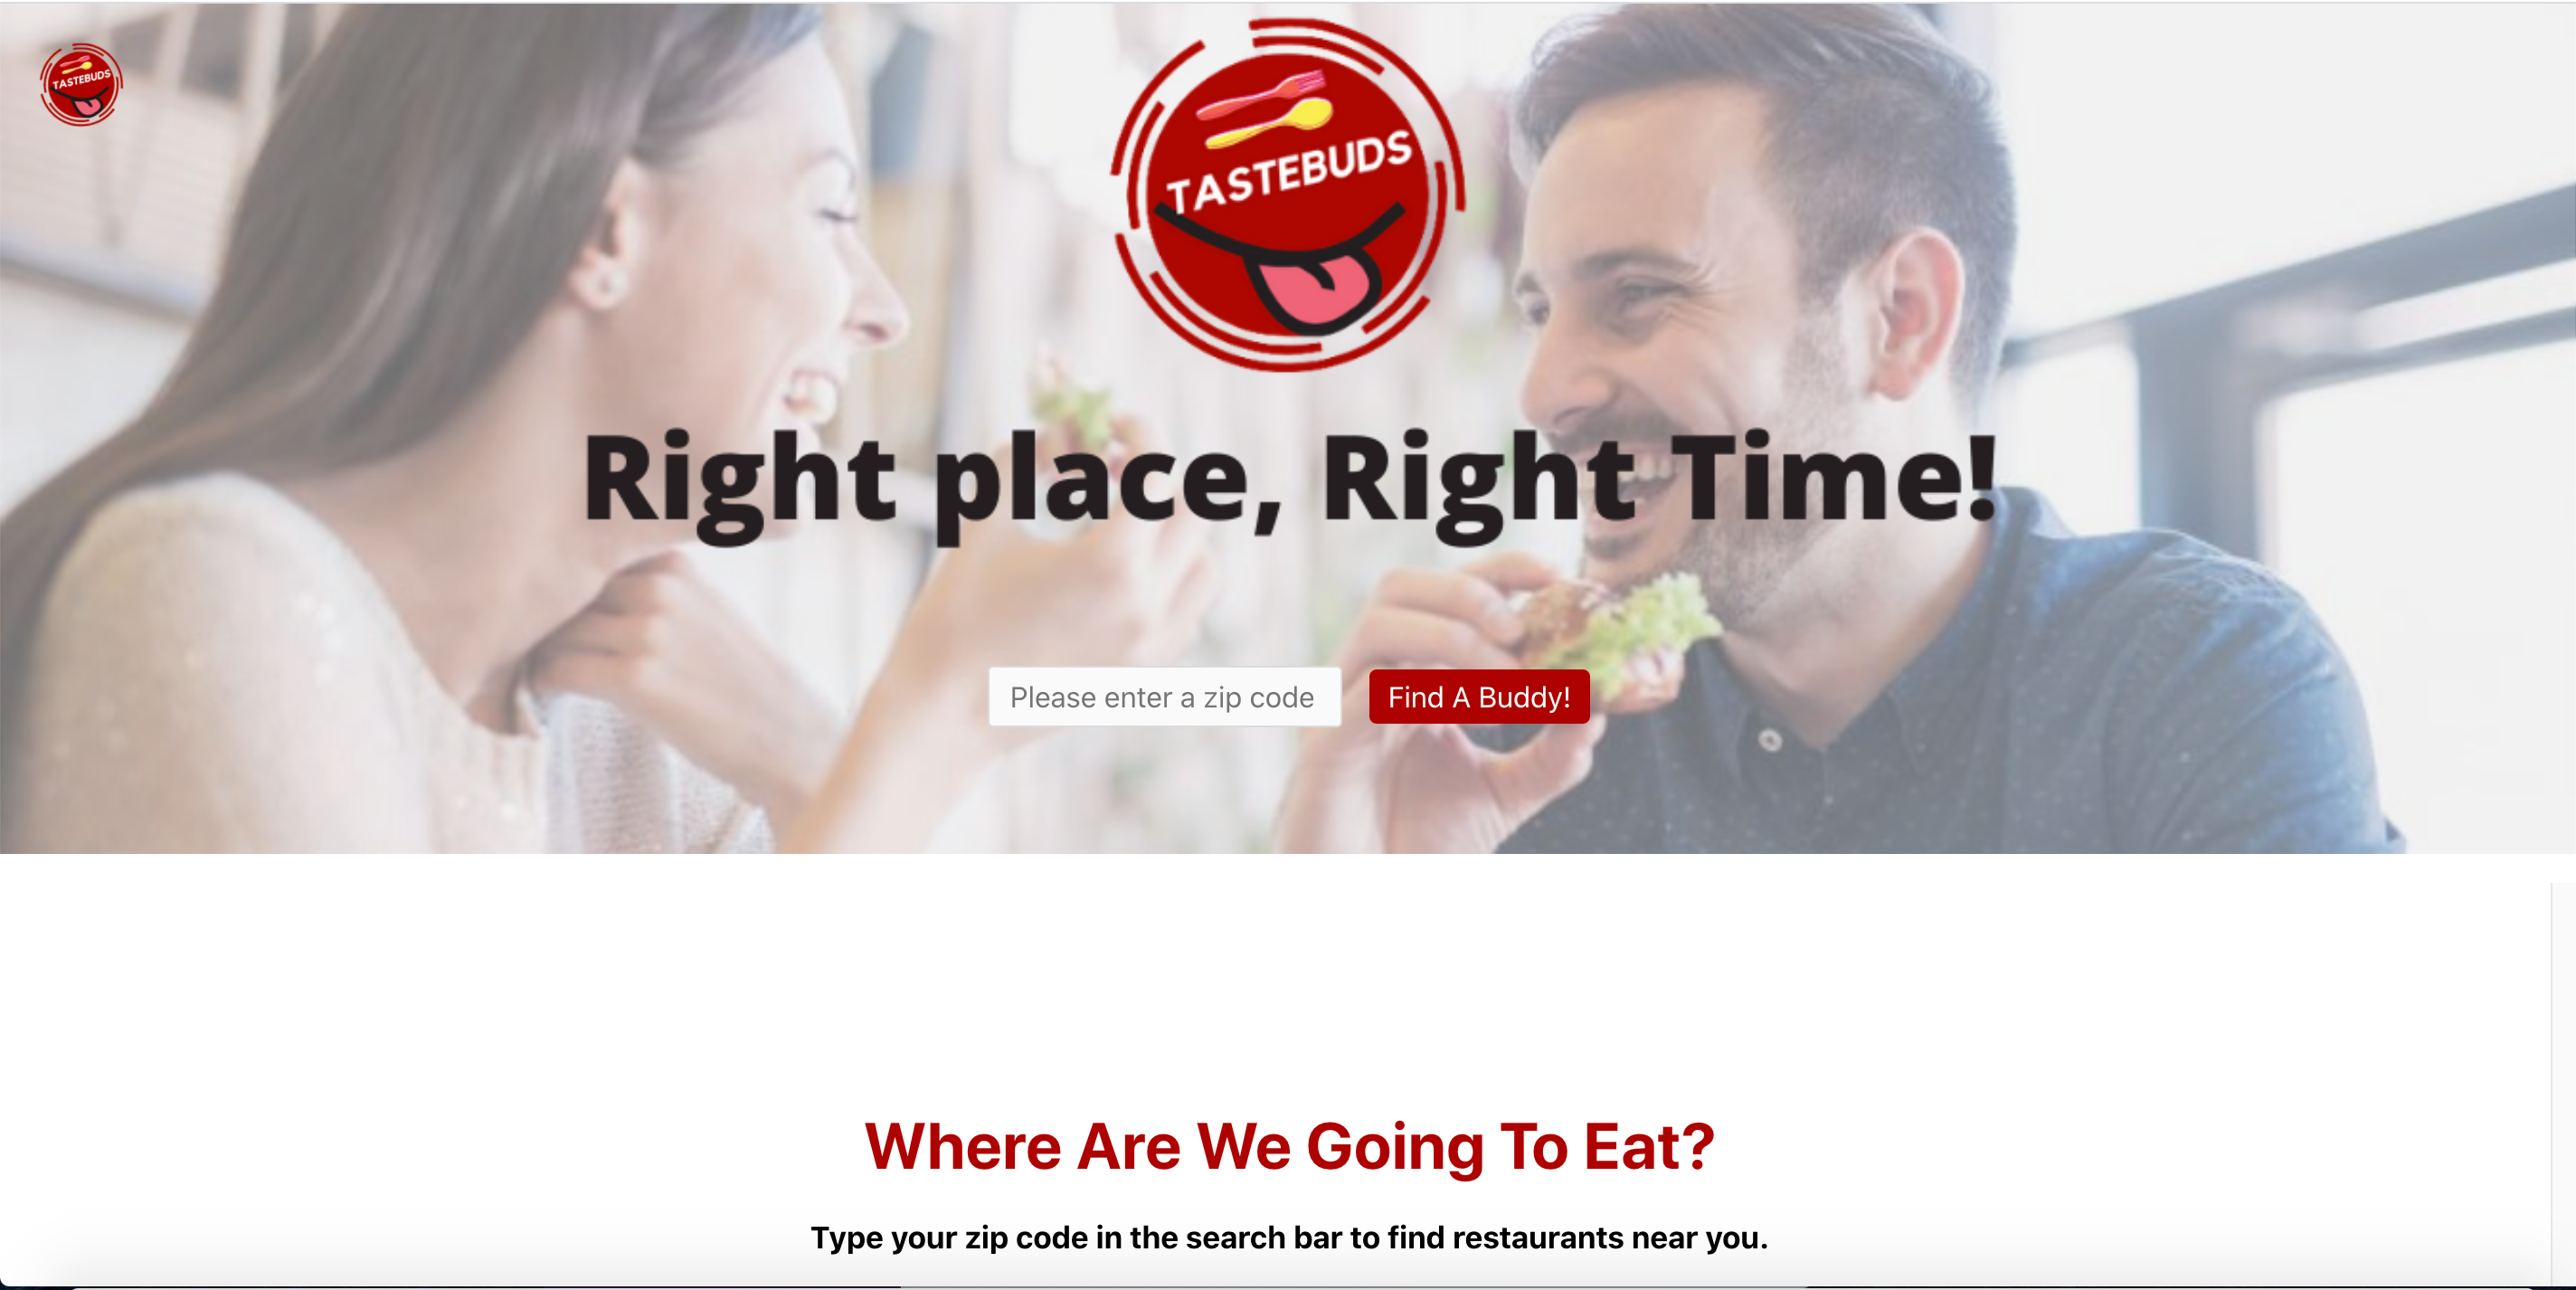 TASTEBUDS
TASTEBUDS
Right place, Right Time!
Please enter a zip code
Find A Buddy!
Where Are We Going To Eat?
Type your zip code in the search bar to find restaurants near you.